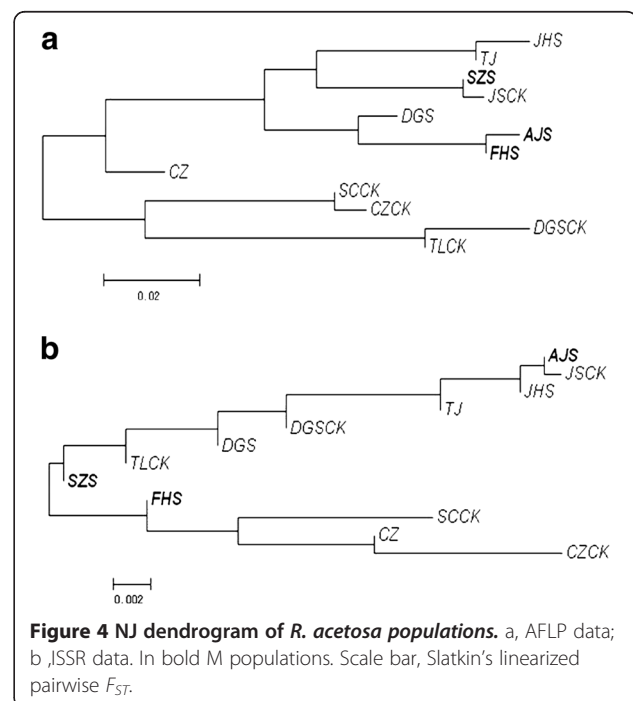 a
JHS
TJ
SZS
JSCK
DGS
AJS
FHS
CZ
SCCK
CZCK
DGSCK
TLCK
0.02
b
AJS
JSCK
JHS
TJ
DGSCK
DGS
TLCK
SZS
FHS
SCCK
CZ
CZCK
0.002
Figure 4 NJ dendrogram of R. acetosa populations. a, AFLP data;
b ,ISSR data. In bold M populations. Scale bar, Slatkin’s linearized
pairwise FST.